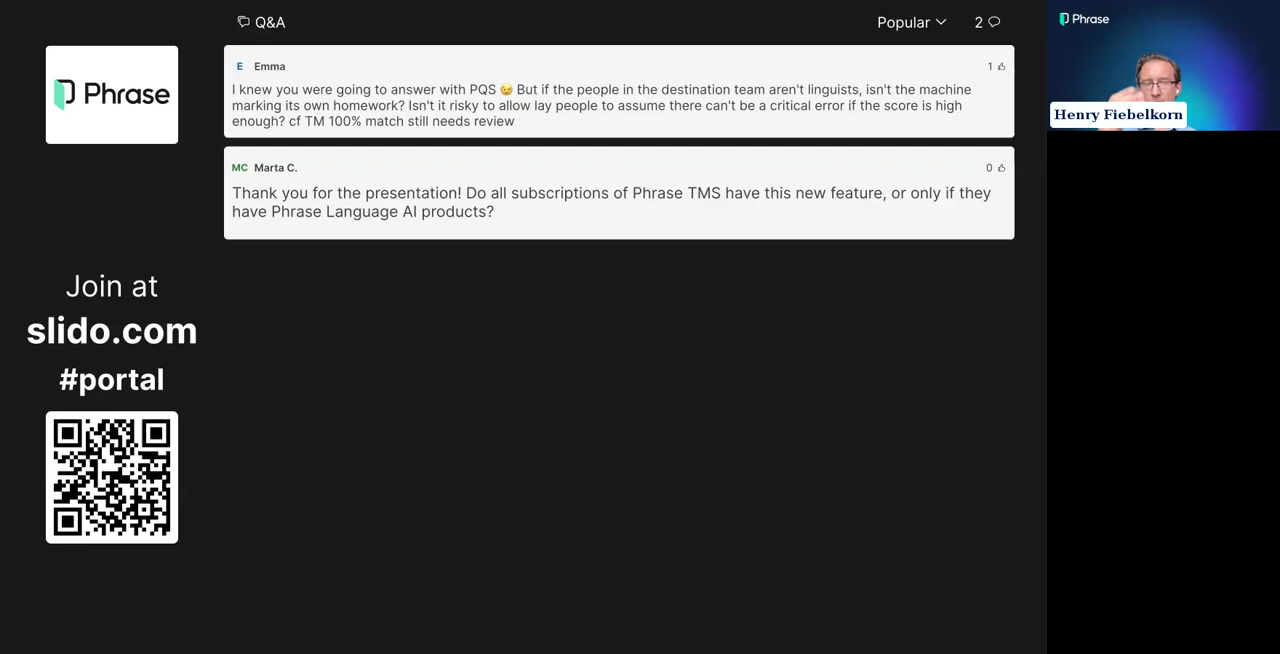 Q&A
Popular
2
Phrase
E Emma
1
I knew you were going to answer with PQS 😉 But if the people in the destination team aren't linguists, isn't the machine
marking its own homework? Isn't it risky to allow lay people to assume there can't be a critical error if the score is high
enough? cf TM 100% match still needs review
MC Marta C.
0
Thank you for the presentation! Do all subscriptions of Phrase TMS have this new feature, or only if they
have Phrase Language AI products?
Join at
slido.com
#portal
Phrase
Henry Fiebelkorn